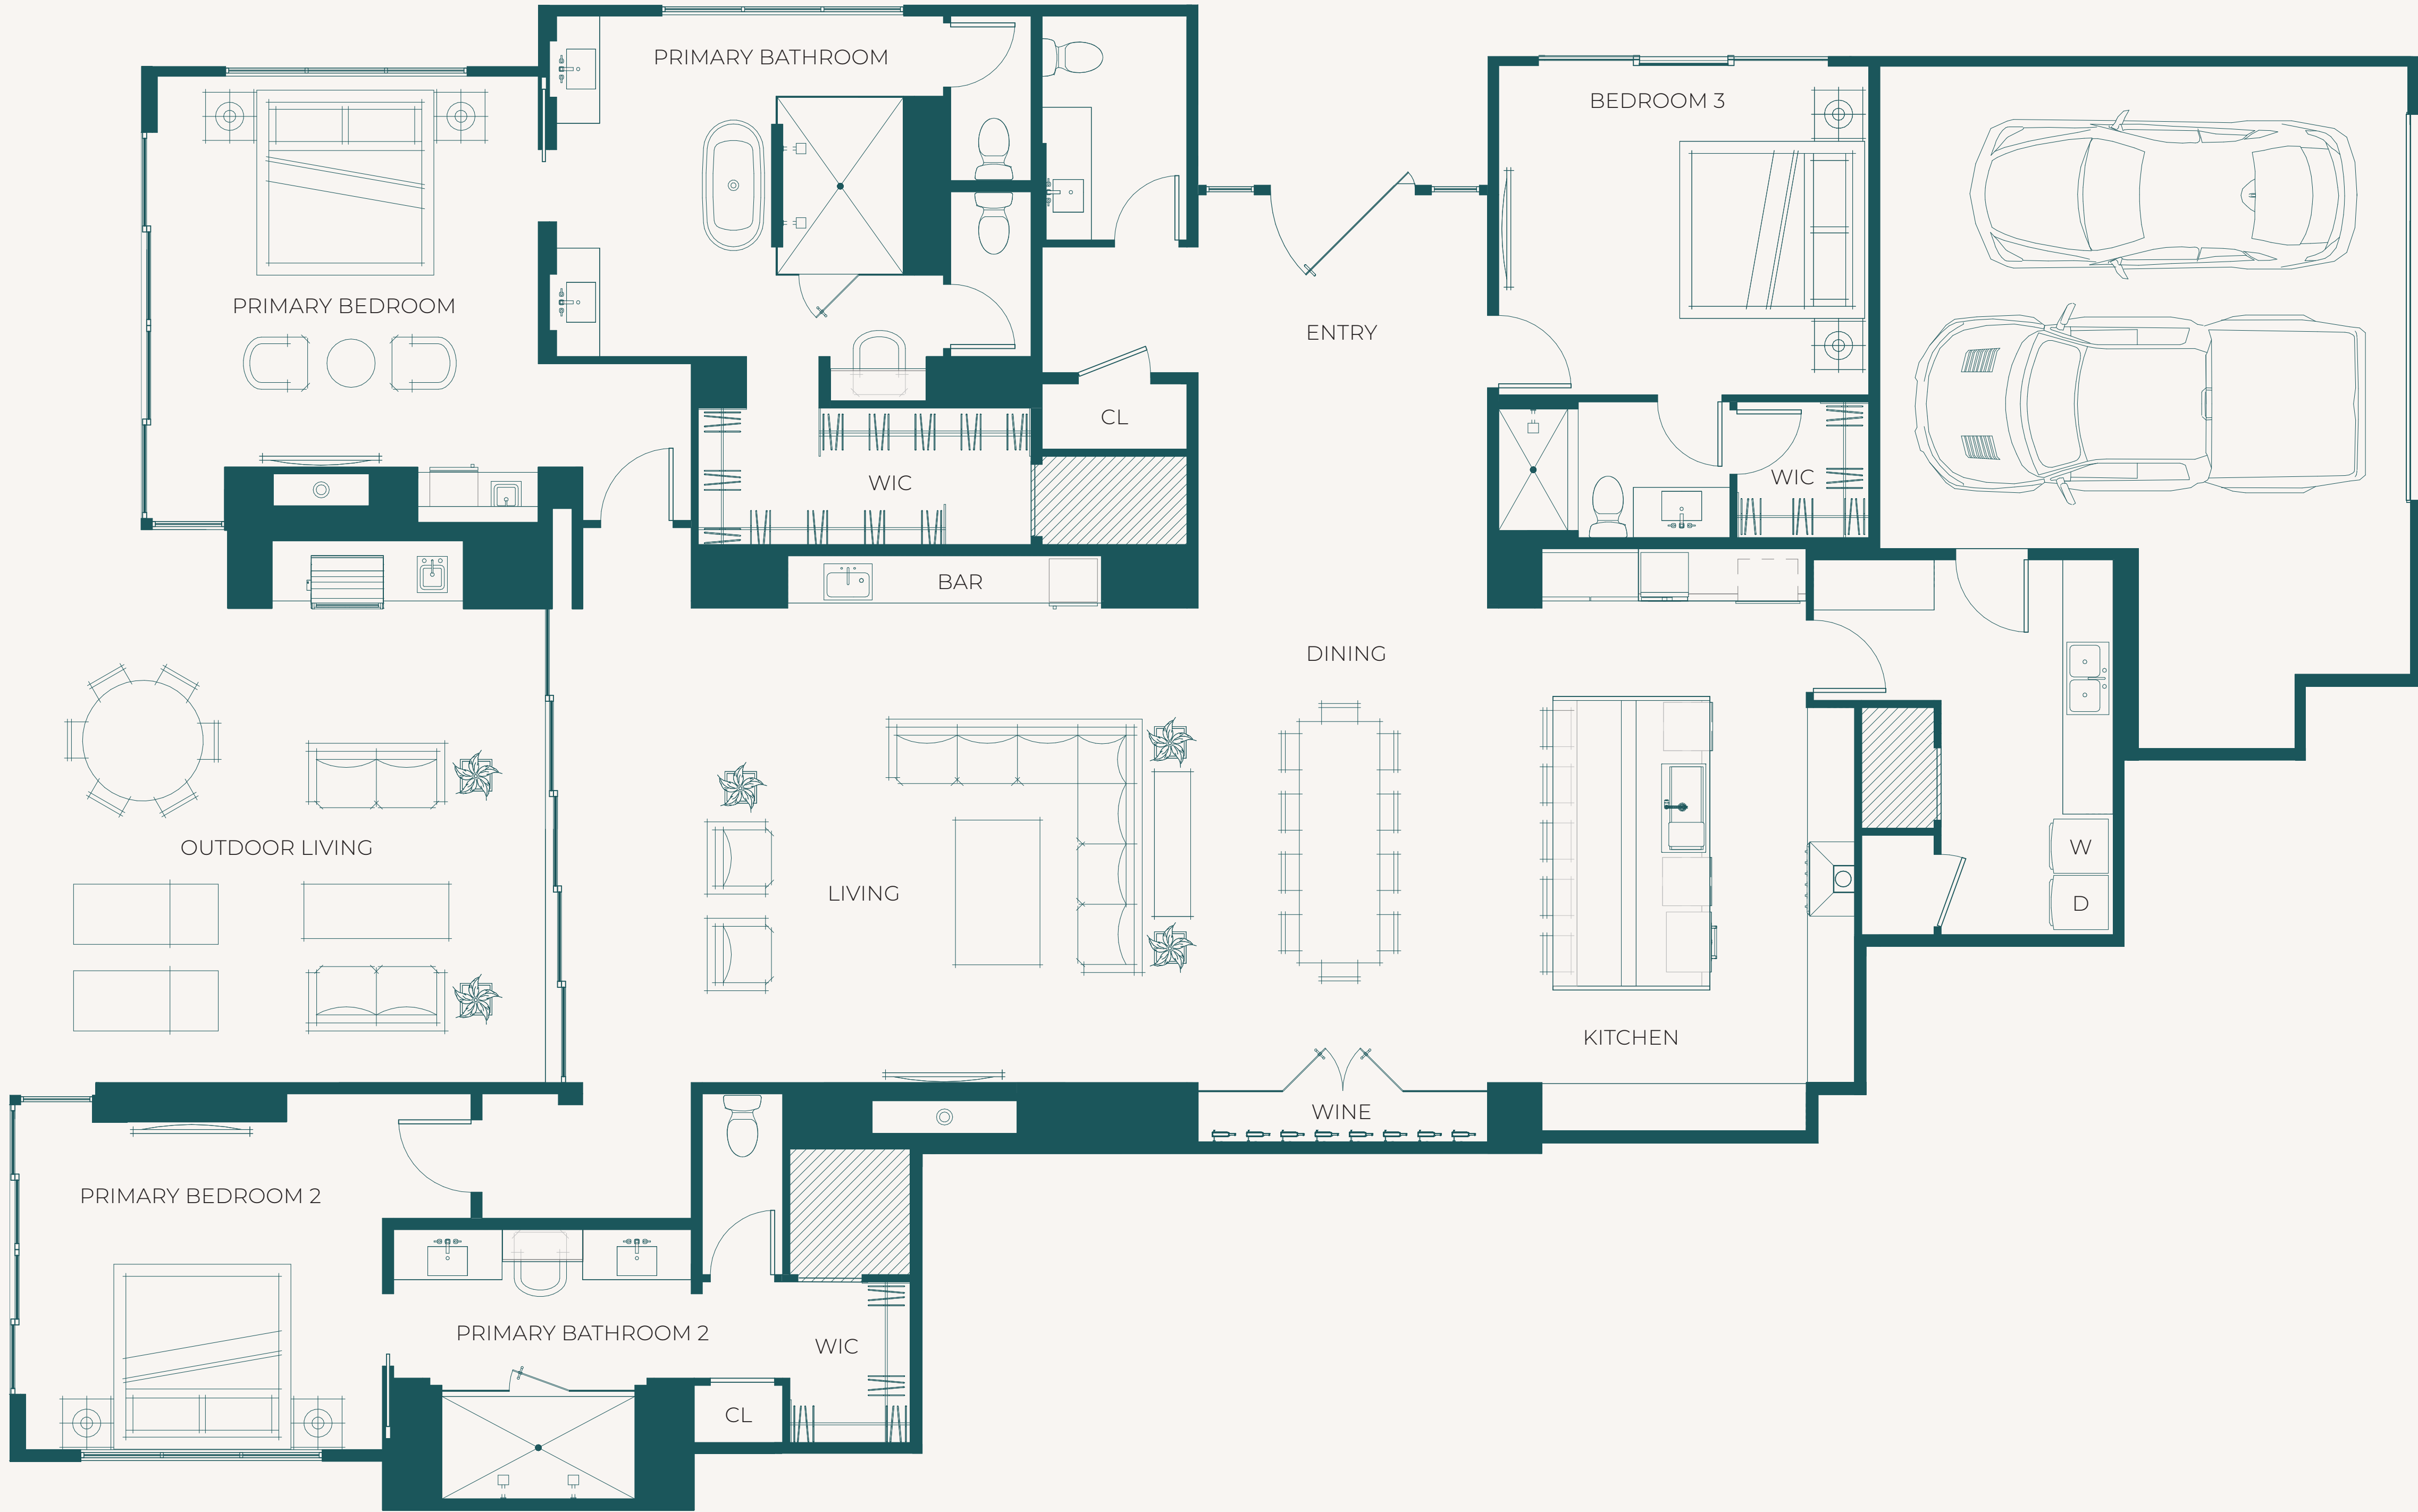 PRIMARY BATHROOM
BEDROOM 3
PRIMARY BEDROOM
ENTRY
CL
WIC
WIC
BAR
DINING
OUTDOOR LIVING
W
LIVING
D
KITCHEN
WINE
PRIMARY BEDROOM 2
PRIMARY BATHROOM 2
WIC
CL